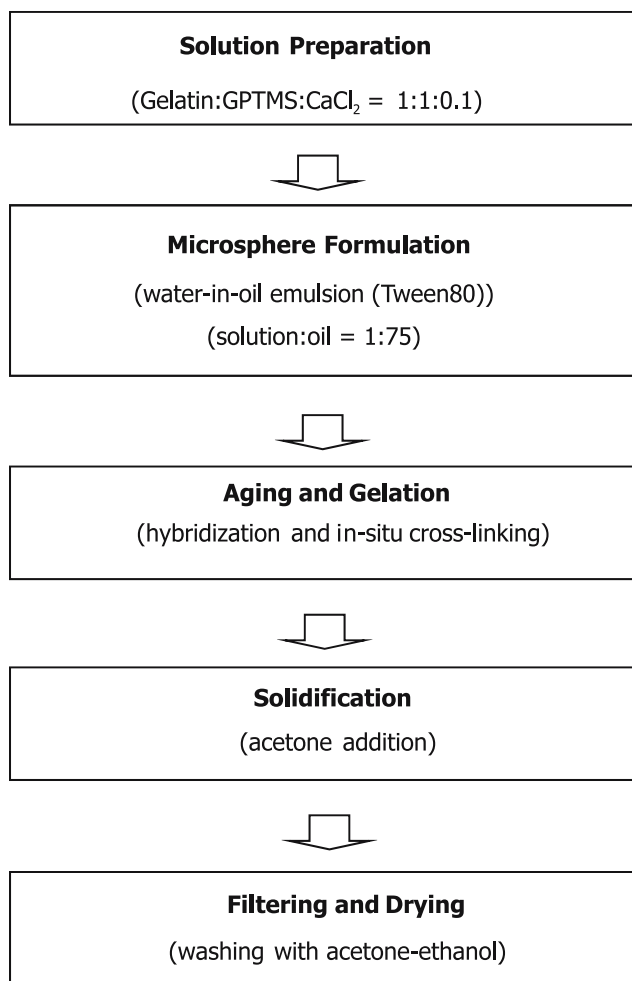 Solution Preparation
(Gelatin:GPTMS:CaCl₂ = 1:1:0.1)
Microsphere Formulation
(water-in-oil emulsion (Tween80))
(solution:oil = 1:75)
Aging and Gelation
(hybridization and in-situ cross-linking)
Solidification
(acetone addition)
Filtering and Drying
(washing with acetone-ethanol)